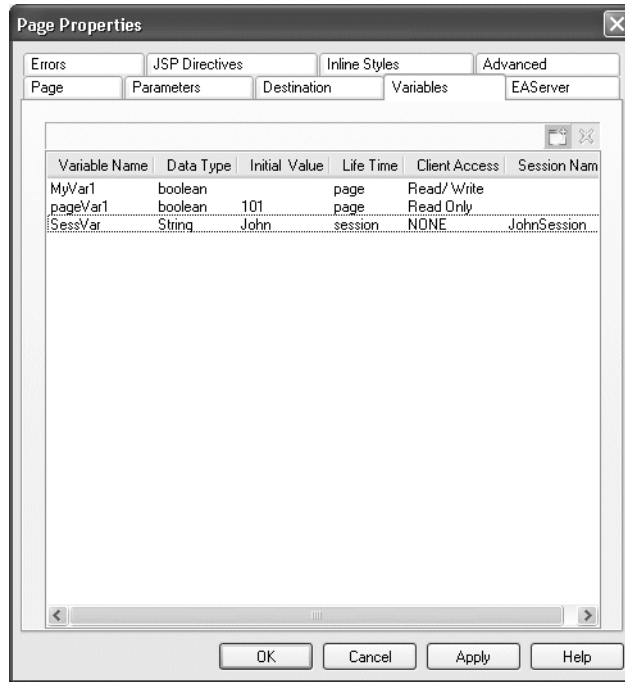 Page Properties
Errors JSP Directives Inline Styles Advanced
Page Parameters Destination Variables EAServer
Variable Name Data Type Initial Value Life Time Client Access Session Nam
MyVar1 boolean page Read/Write
pageVar1 boolean 101 page Read Only
SessVar String John session NONE JohnSession
OK Cancel Apply Help